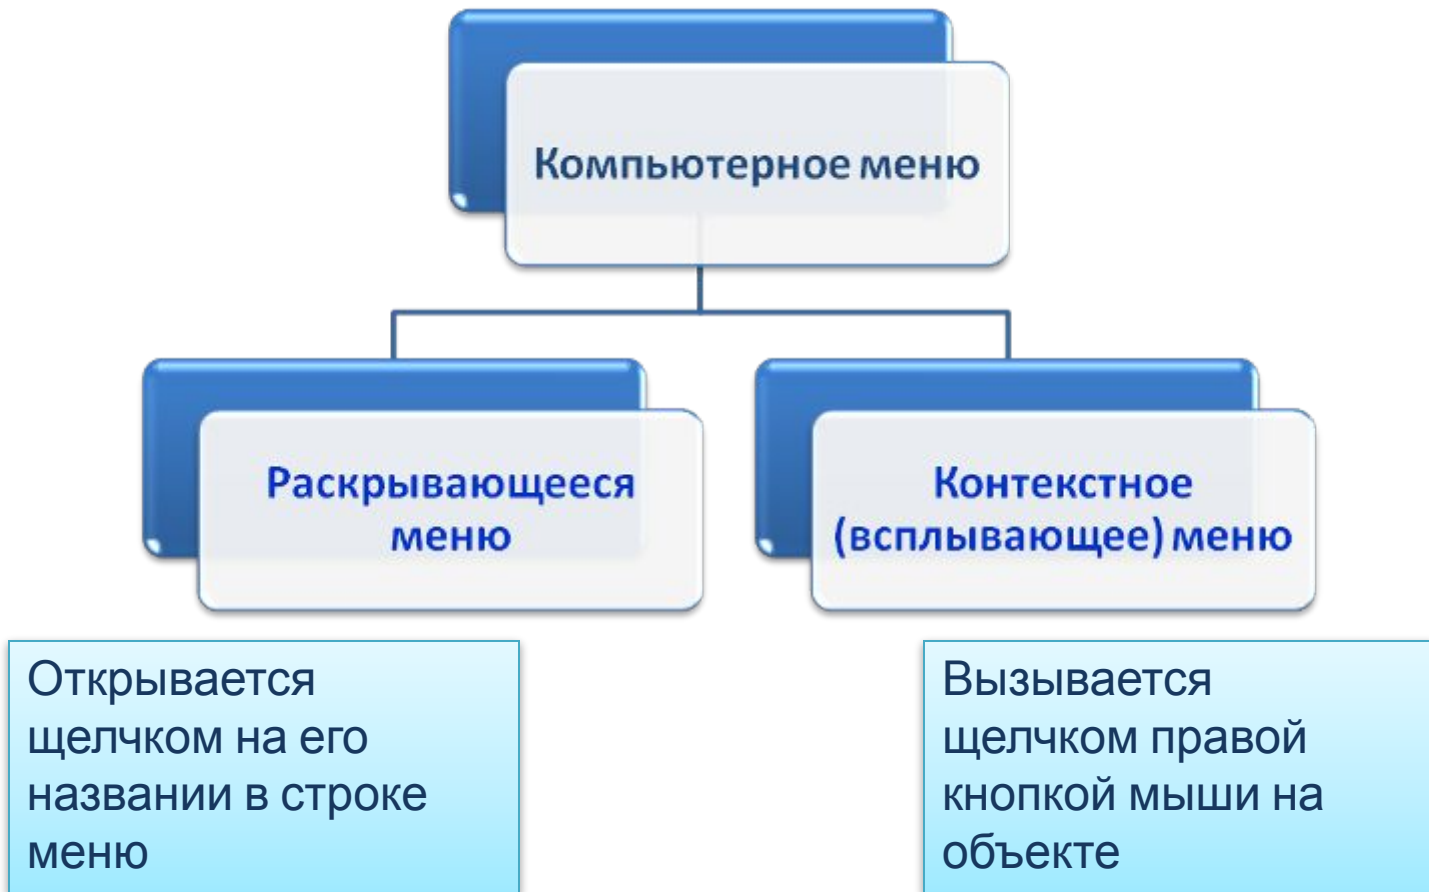 Компьютерное меню
Раскрывающееся
меню
Контекстное
(всплывающее) меню
Открывается
щелчком на его
названии в строке
меню
Вызывается
щелчком правой
кнопкой мыши на
объекте